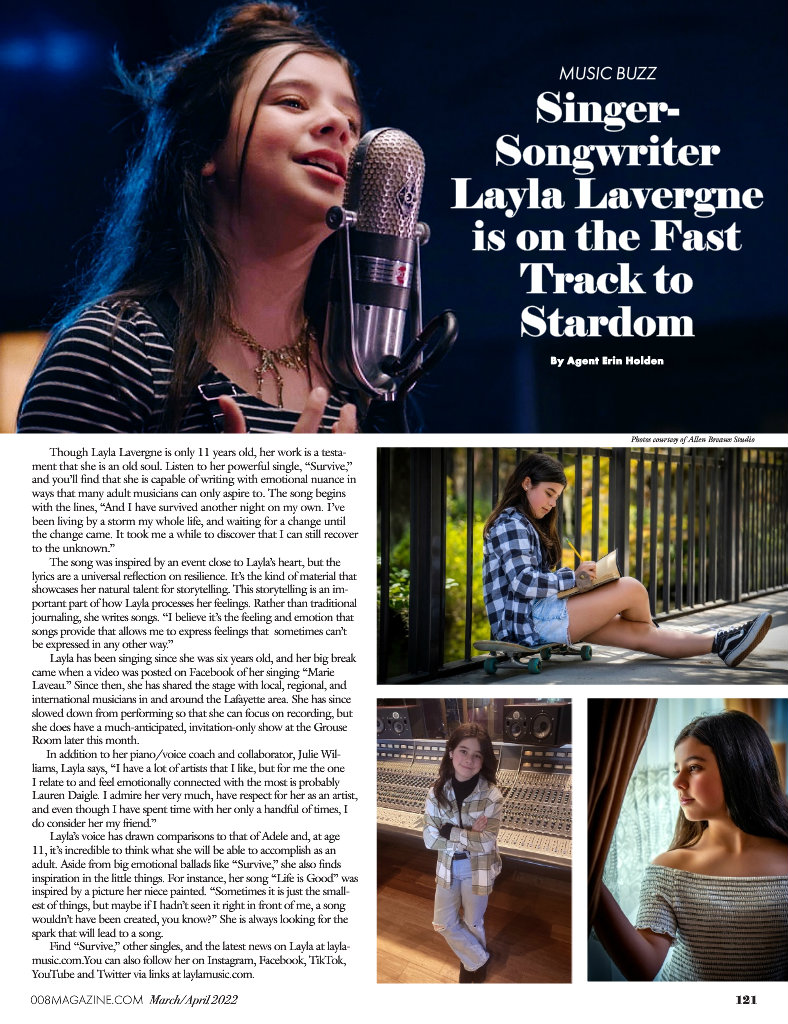 MUSIC BUZZ
Singer-
Songwriter
Layla Lavergne
is on the Fast
Track to
Stardom
By Agent Erin Holden
Photos courtesy of Allen Breaux Studio
Though Layla Lavergne is only 11 years old, her work is a testa-
ment that she is an old soul. Listen to her powerful single, “Survive,”
and you’ll find that she is capable of writing with emotional nuance in
ways that many adult musicians can only aspire to. The song begins
with the lines, “And I have survived another night on my own. I’ve
been living by a storm my whole life, and waiting for a change until
the change came. It took me a while to discover that I can still recover
to the unknown.”
The song was inspired by an event close to Layla’s heart, but the
lyrics are a universal reflection on resilience. It’s the kind of material that
showcases her natural talent for storytelling. This storytelling is an im-
portant part of how Layla processes her feelings. Rather than traditional
journaling, she writes songs. “I believe it’s the feeling and emotion that
songs provide that allows me to express feelings that sometimes can’t
be expressed in any other way.”
Layla has been singing since she was six years old, and her big break
came when a video was posted on Facebook of her singing “Marie
Laveau.” Since then, she has shared the stage with local, regional, and
international musicians in and around the Lafayette area. She has since
slowed down from performing so that she can focus on recording, but
she does have a much-anticipated, invitation-only show at the Grouse
Room later this month.
In addition to her piano/voice coach and collaborator, Julie Wil-
liams, Layla says, “I have a lot of artists that I like, but for me the one
I relate to and feel emotionally connected with the most is probably
Lauren Daigle. I admire her very much, have respect for her as an artist,
and even though I have spent time with her only a handful of times, I
do consider her my friend.”
Layla’s voice has drawn comparisons to that of Adele and, at age
11, it’s incredible to think what she will be able to accomplish as an
adult. Aside from big emotional ballads like “Survive,” she also finds
inspiration in the little things. For instance, her song “Life is Good” was
inspired by a picture her niece painted. “Sometimes it is just the small-
est of things, but maybe if I hadn’t seen it right in front of me, a song
wouldn’t have been created, you know?” She is always looking for the
spark that will lead to a song.
Find “Survive,” other singles, and the latest news on Layla at layla-
music.com.You can also follow her on Instagram, Facebook, TikTok,
YouTube and Twitter via links at laylamusic.com.
008MAGAZINE.COM March/April 2022
121